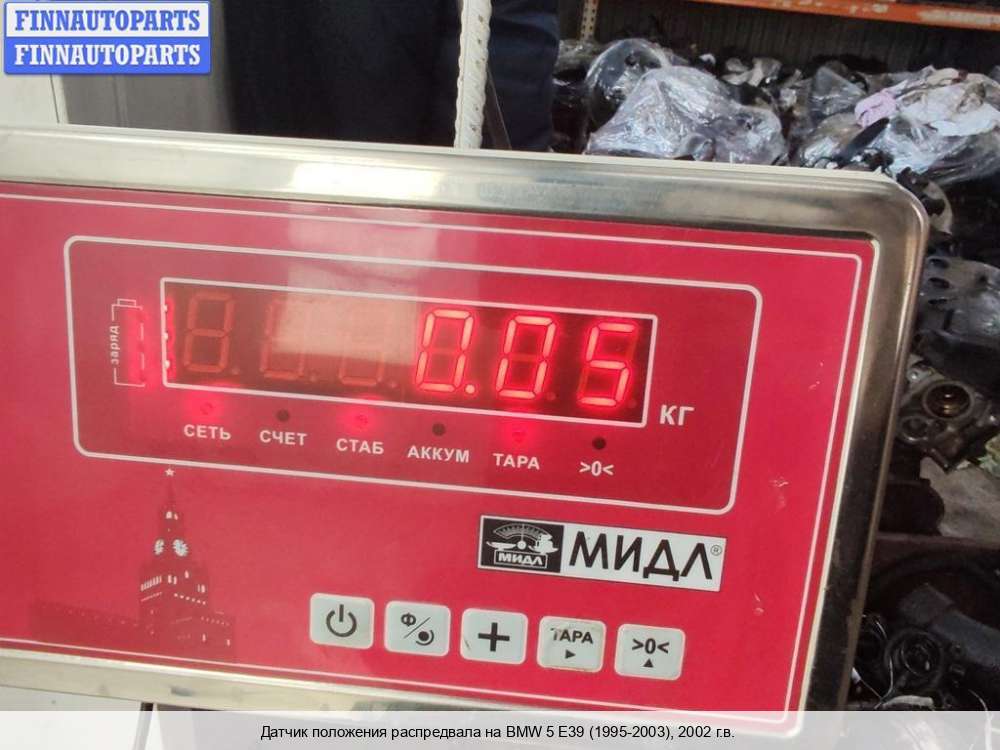 FINNAUTOPARTS
FINNAUTOPARTS
заряд
0.05
КГ
СЕТЬ СЧЕТ СТАБ АККУМ ТАРА >0<
МИДЛ МИДЛ®
Ф ТАРА >0<
Датчик положения распредвала на BMW 5 E39 (1995-2003), 2002 г.в.